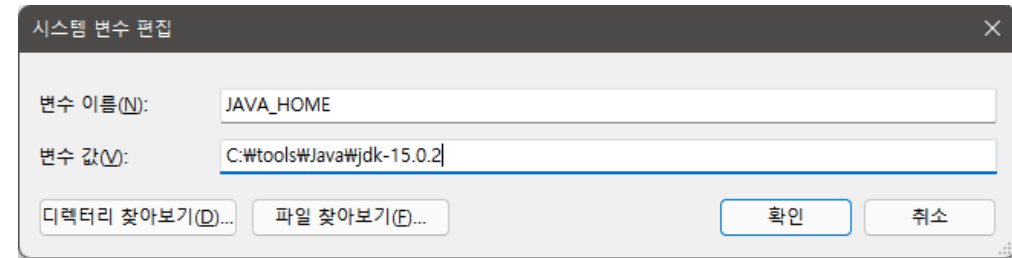 시스템 변수 편집
변수 이름(N):
JAVA_HOME
변수 값(V):
C:₩tools₩Java₩jdk-15.0.2
디렉터리 찾아보기(D)...
파일 찾아보기(F)...
확인
취소